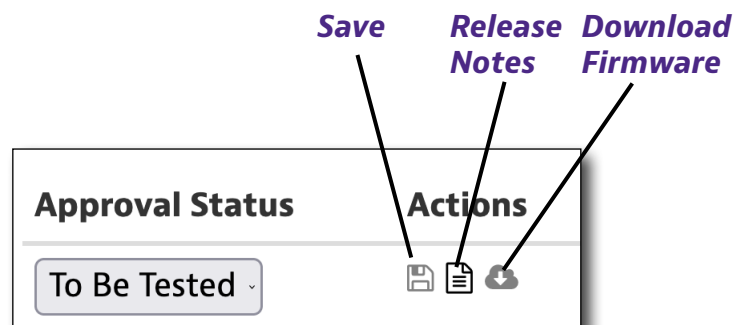 Save
Release Notes
Download Firmware
Approval Status
Actions
To Be Tested